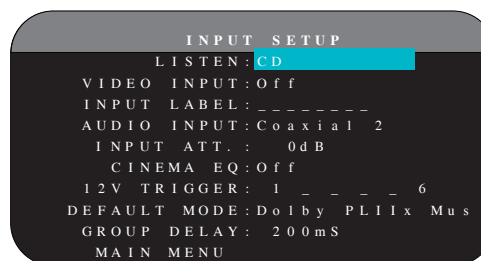 INPUT SETUP
LISTEN:CD
VIDEO INPUT:Off
INPUT LABEL:________
AUDIO INPUT:Coaxial 2
INPUT ATT.: 0dB
CINEMA EQ:Off
12V TRIGGER: 1 _ _ _ _ 6
DEFAULT MODE:Dolby PLIIx Mus
GROUP DELAY: 200mS
MAIN MENU